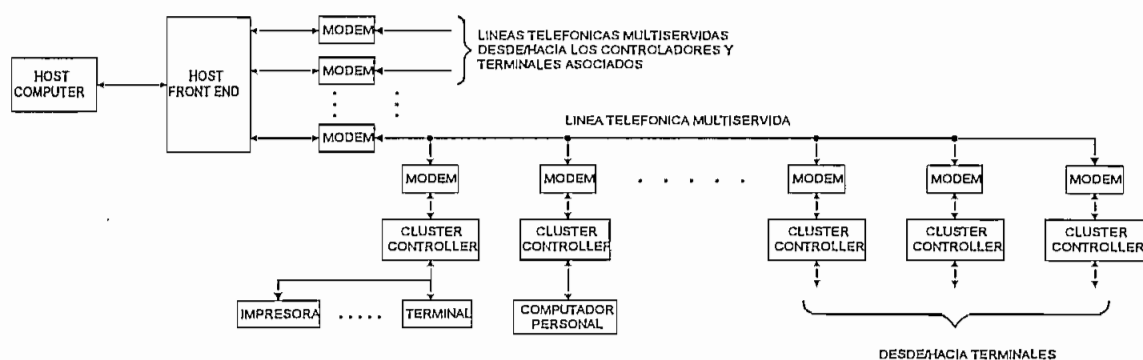 MODEM
LINEAS TELEFONICAS MULTISERVIDAS
DESDE/HACÍA LOS CONTROLADORES Y
TERMINALES ASOCIADOS
HOST
COMPUTER
HOST
FRONT END
MODEM
MODEM
LINEA TELEFONICA MULTISERVIDA
MODEM
MODEM
MODEM
MODEM
MODEM
CLUSTER
CONTROLLER
CLUSTER
CONTROLLER
CLUSTER
CONTROLLER
CLUSTER
CONTROLLER
CLUSTER
CONTROLLER
IMPRESORA
TERMINAL
COMPUTADOR
PERSONAL
DESDE/HACÍA TERMINALES